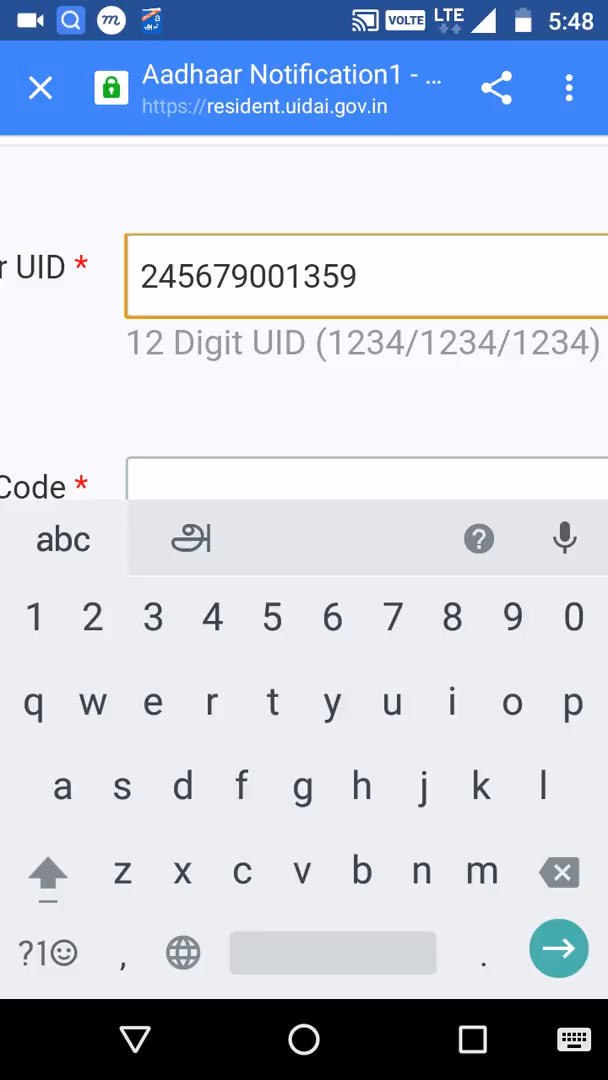 VOLTE LTE 5:48
Aadhaar Notification1 - ...
https://resident.uidai.gov.in
r UID *
245679001359
12 Digit UID (1234/1234/1234)
Code *
abc அ ?
1 2 3 4 5 6 7 8 9 0
q w e r t y u i o p
a s d f g h j k l
z x c v b n m
?1☺ , .